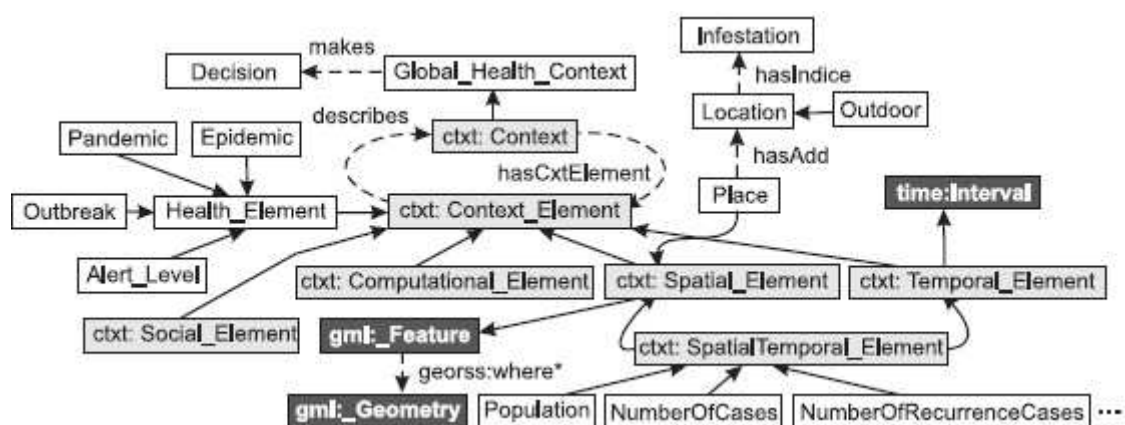 Infestation
makes
Decision
Global_Health_Context
hasIndice
describes
Location
Outdoor
Pandemic
Epidemic
ctxt: Context
hasAdd
hasCxtElement
Place
time:Interval
Outbreak
Health_Element
ctxt: Context_Element
Alert_Level
ctxt: Computational_Element
ctxt: Spatial_Element
ctxt: Temporal_Element
ctxt: Social_Element
gml:_Feature
ctxt: SpatialTemporal_Element
georss:where*
gml:_Geometry
Population
NumberOfCases
NumberOfRecurrenceCases
...